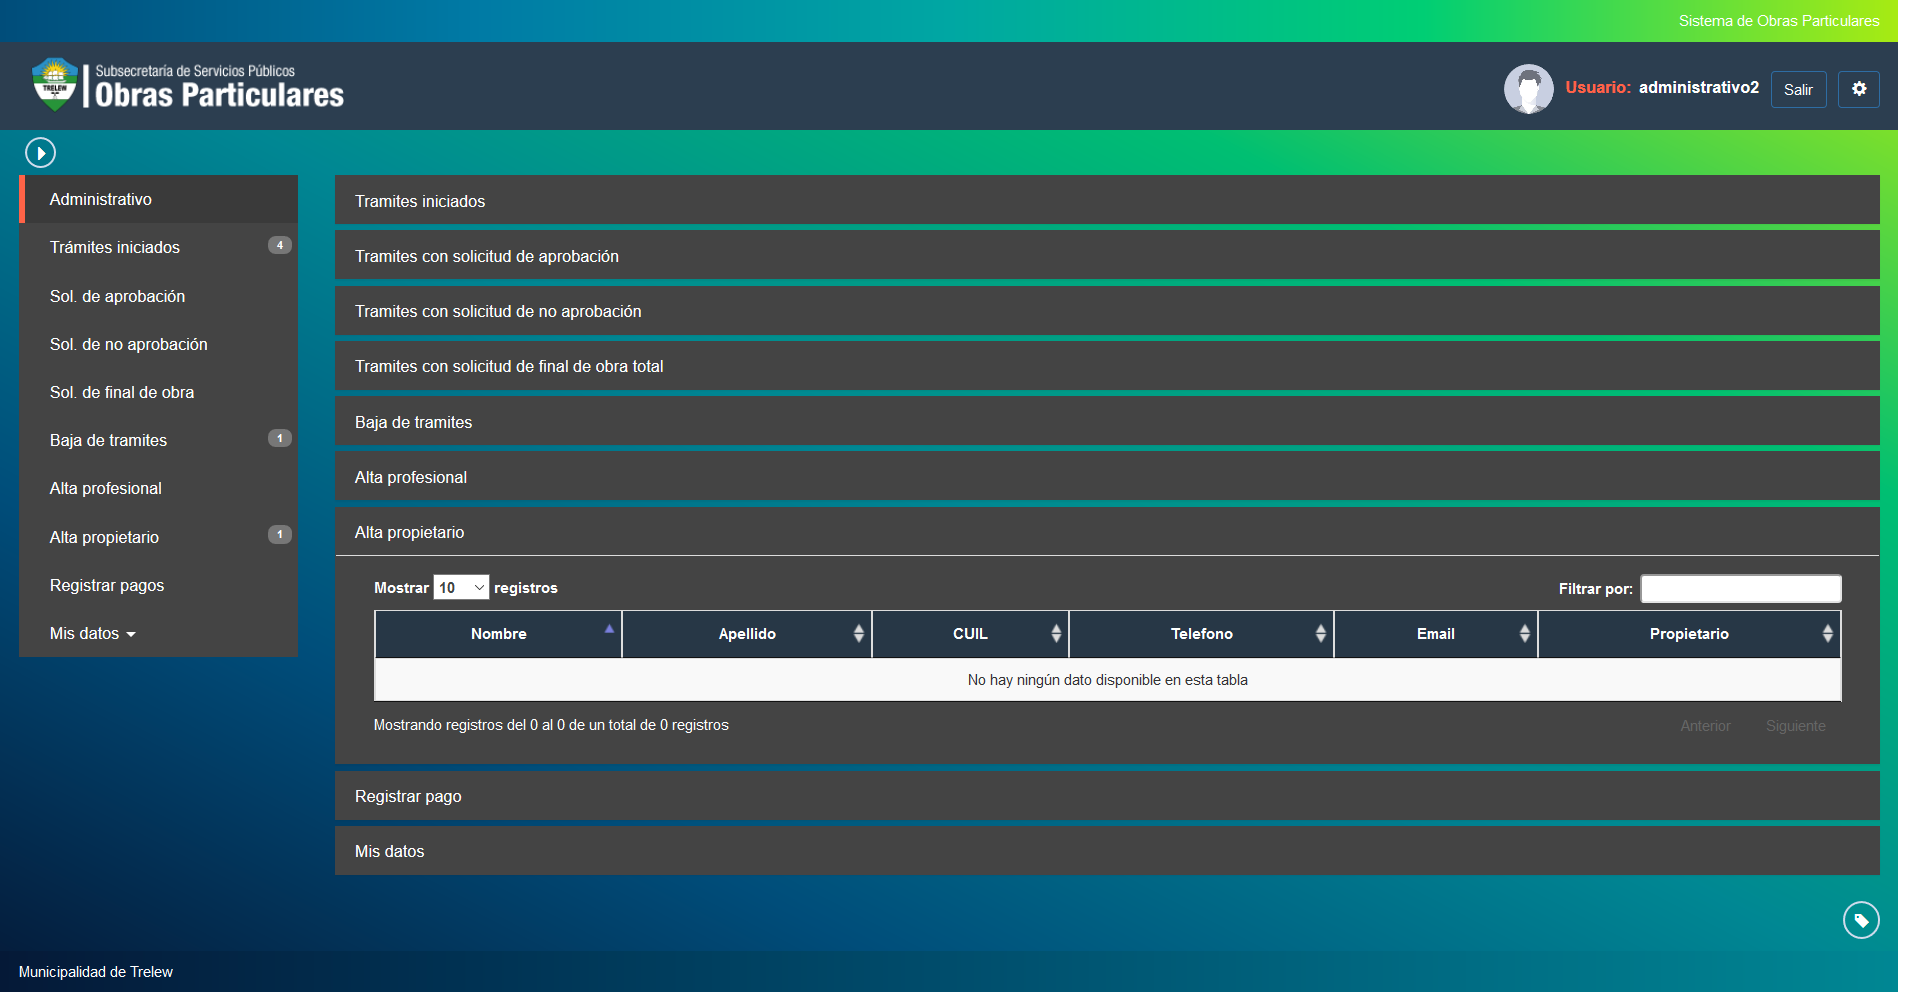 Sistema de Obras Particulares
TRELEW
Subsecretaría de Servicios Públicos
Obras Particulares
Usuario: administrativo2
Salir
Administrativo
Trámites iniciados 4
Sol. de aprobación
Sol. de no aprobación
Sol. de final de obra
Baja de tramites 1
Alta profesional
Alta propietario 1
Registrar pagos
Mis datos
Tramites iniciados
Tramites con solicitud de aprobación
Tramites con solicitud de no aprobación
Tramites con solicitud de final de obra total
Baja de tramites
Alta profesional
Alta propietario
Mostrar 10 registros
Filtrar por:
Nombre Apellido CUIL Telefono Email Propietario
No hay ningún dato disponible en esta tabla
Mostrando registros del 0 al 0 de un total de 0 registros
Anterior Siguiente
Registrar pago
Mis datos
Municipalidad de Trelew